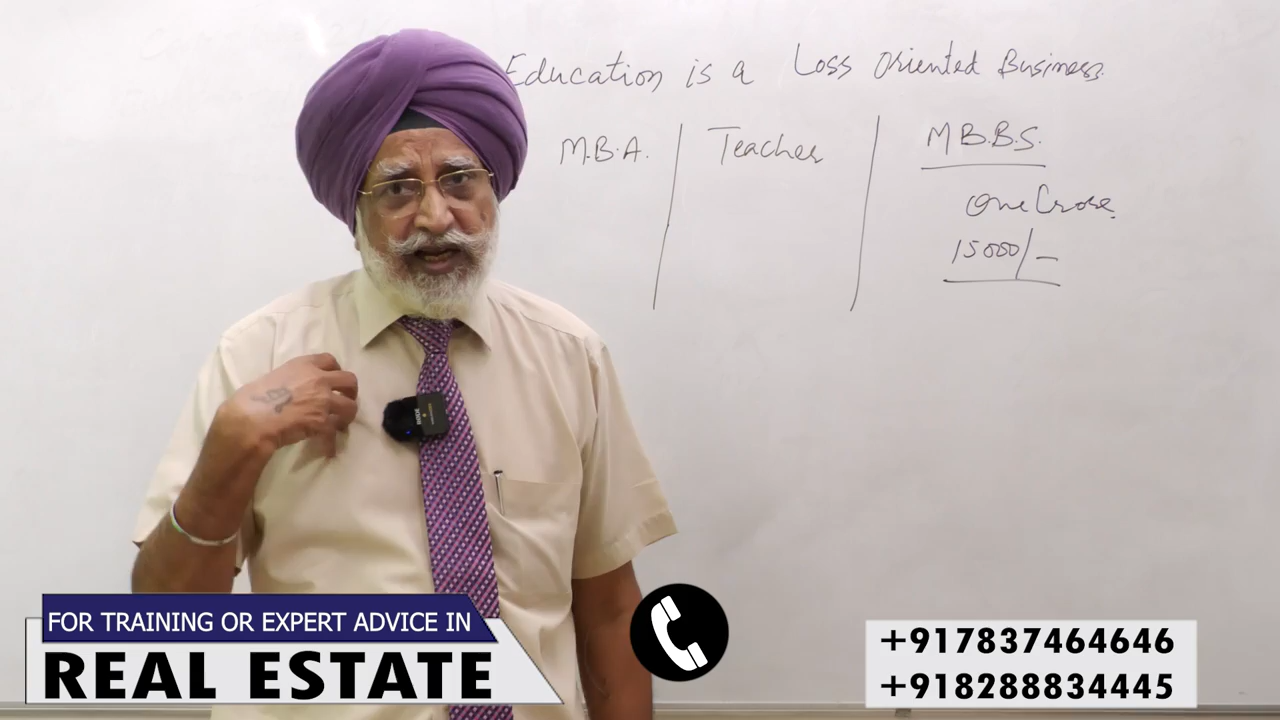 Education is a Loss Oriented Business.
M.B.A. Teacher M.B.B.S.
One Crore.
15000/-
FOR TRAINING OR EXPERT ADVICE IN
REAL ESTATE
+917837464646
+918288834445